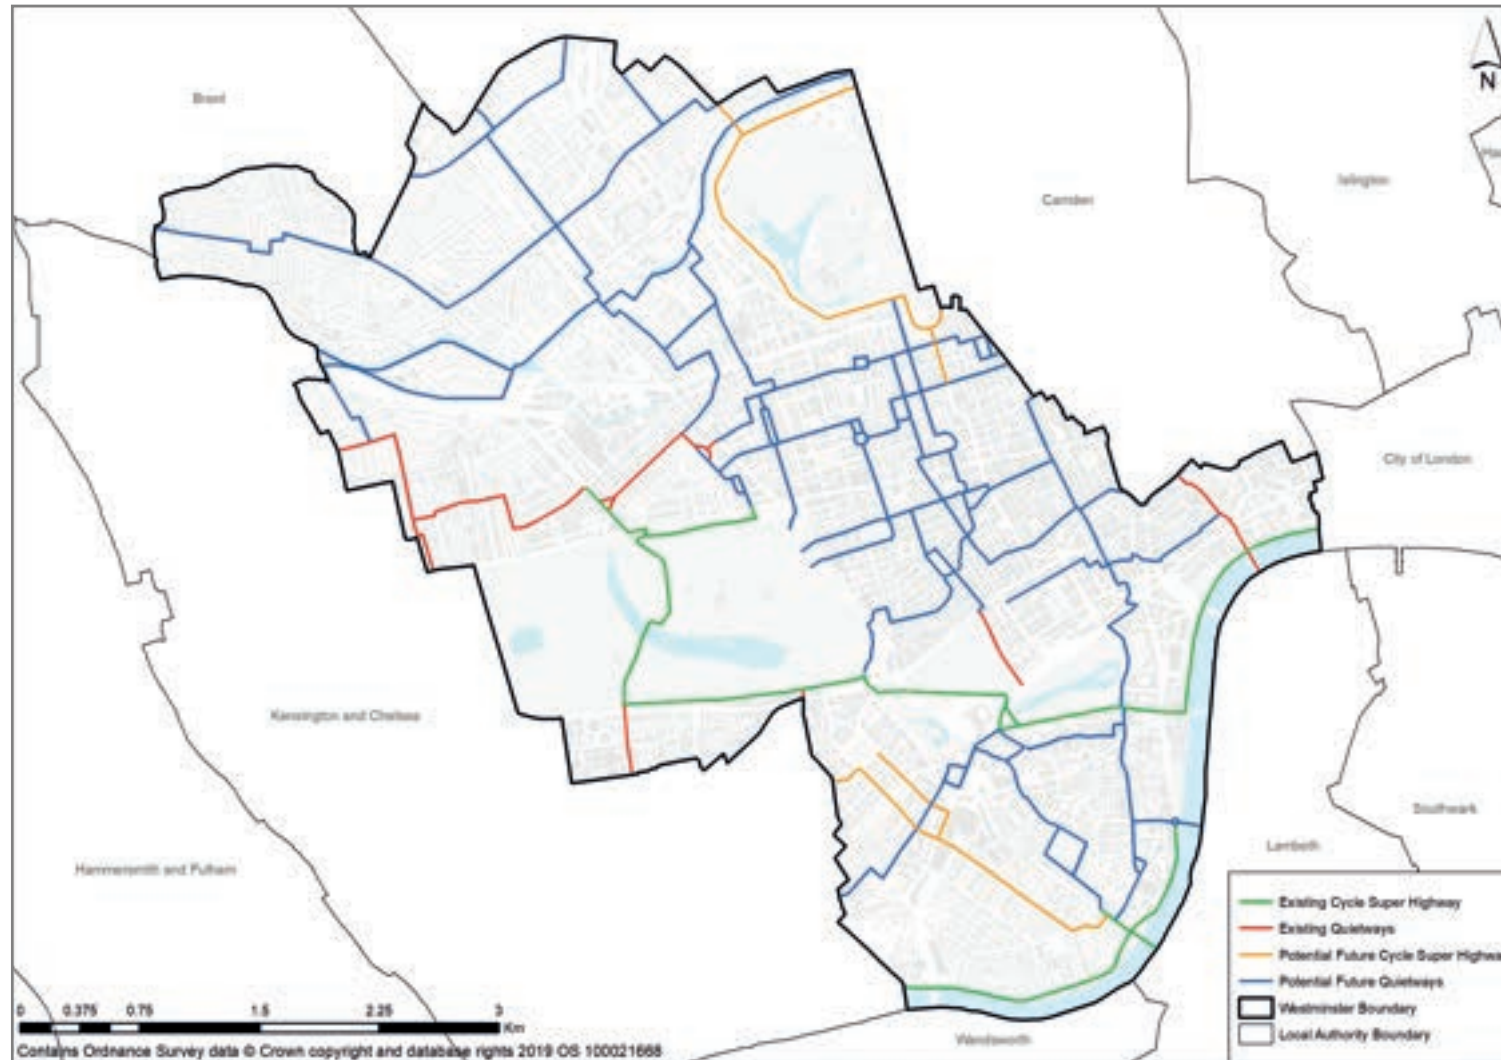 N
Brent
Camden
Islington
City of London
Kensington and Chelsea
Hammersmith and Fulham
Southwark
Lambeth
Wandsworth
Existing Cycle Super Highway
Existing Quietways
Potential Future Cycle Super Highwa
Potential Future Quietways
Westminster Boundary
Local Authority Boundary
0 0.375 0.75 1.5 2.25 3
Km
Contains Ordnance Survey data © Crown copyright and database rights 2019 OS 100021668